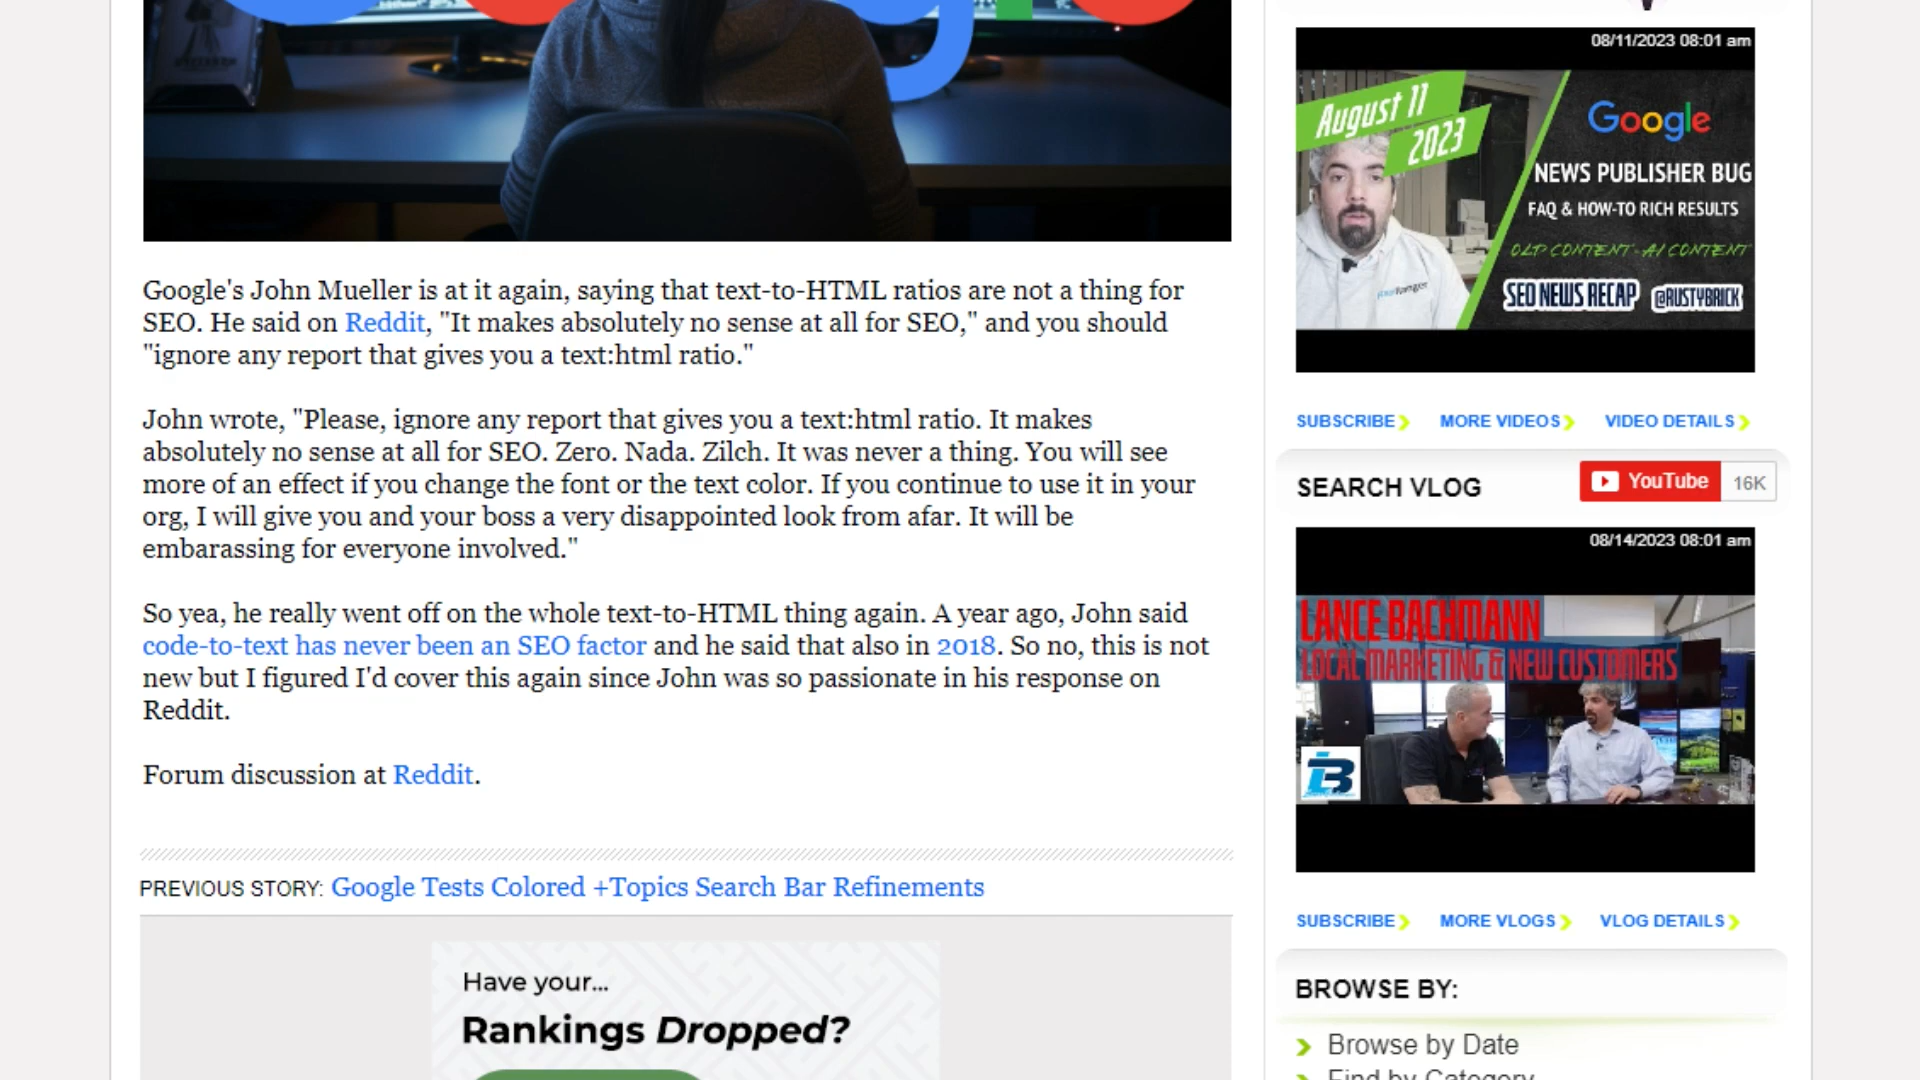 Google's John Mueller is at it again, saying that text-to-HTML ratios are not a thing for
SEO. He said on Reddit, "It makes absolutely no sense at all for SEO," and you should
"ignore any report that gives you a text:html ratio."
John wrote, "Please, ignore any report that gives you a text:html ratio. It makes
absolutely no sense at all for SEO. Zero. Nada. Zilch. It was never a thing. You will see
more of an effect if you change the font or the text color. If you continue to use it in your
org, I will give you and your boss a very disappointed look from afar. It will be
embarassing for everyone involved."
So yea, he really went off on the whole text-to-HTML thing again. A year ago, John said
code-to-text has never been an SEO factor and he said that also in 2018. So no, this is not
new but I figured I'd cover this again since John was so passionate in his response on
Reddit.
Forum discussion at Reddit.
PREVIOUS STORY: Google Tests Colored +Topics Search Bar Refinements
Have your...
Rankings Dropped?
08/11/2023 08:01 am
August 11
2023
Google
NEWS PUBLISHER BUG
FAQ & HOW-TO RICH RESULTS
OLD CONTENT - AI CONTENT
SEO NEWS RECAP @RUSTYBRICK
SUBSCRIBE MORE VIDEOS VIDEO DETAILS
SEARCH VLOG YouTube 16K
08/14/2023 08:01 am
LANCE BACHMANN
LOCAL MARKETING & NEW CUSTOMERS
SUBSCRIBE MORE VLOGS VLOG DETAILS
BROWSE BY:
Browse by Date
Find by Category